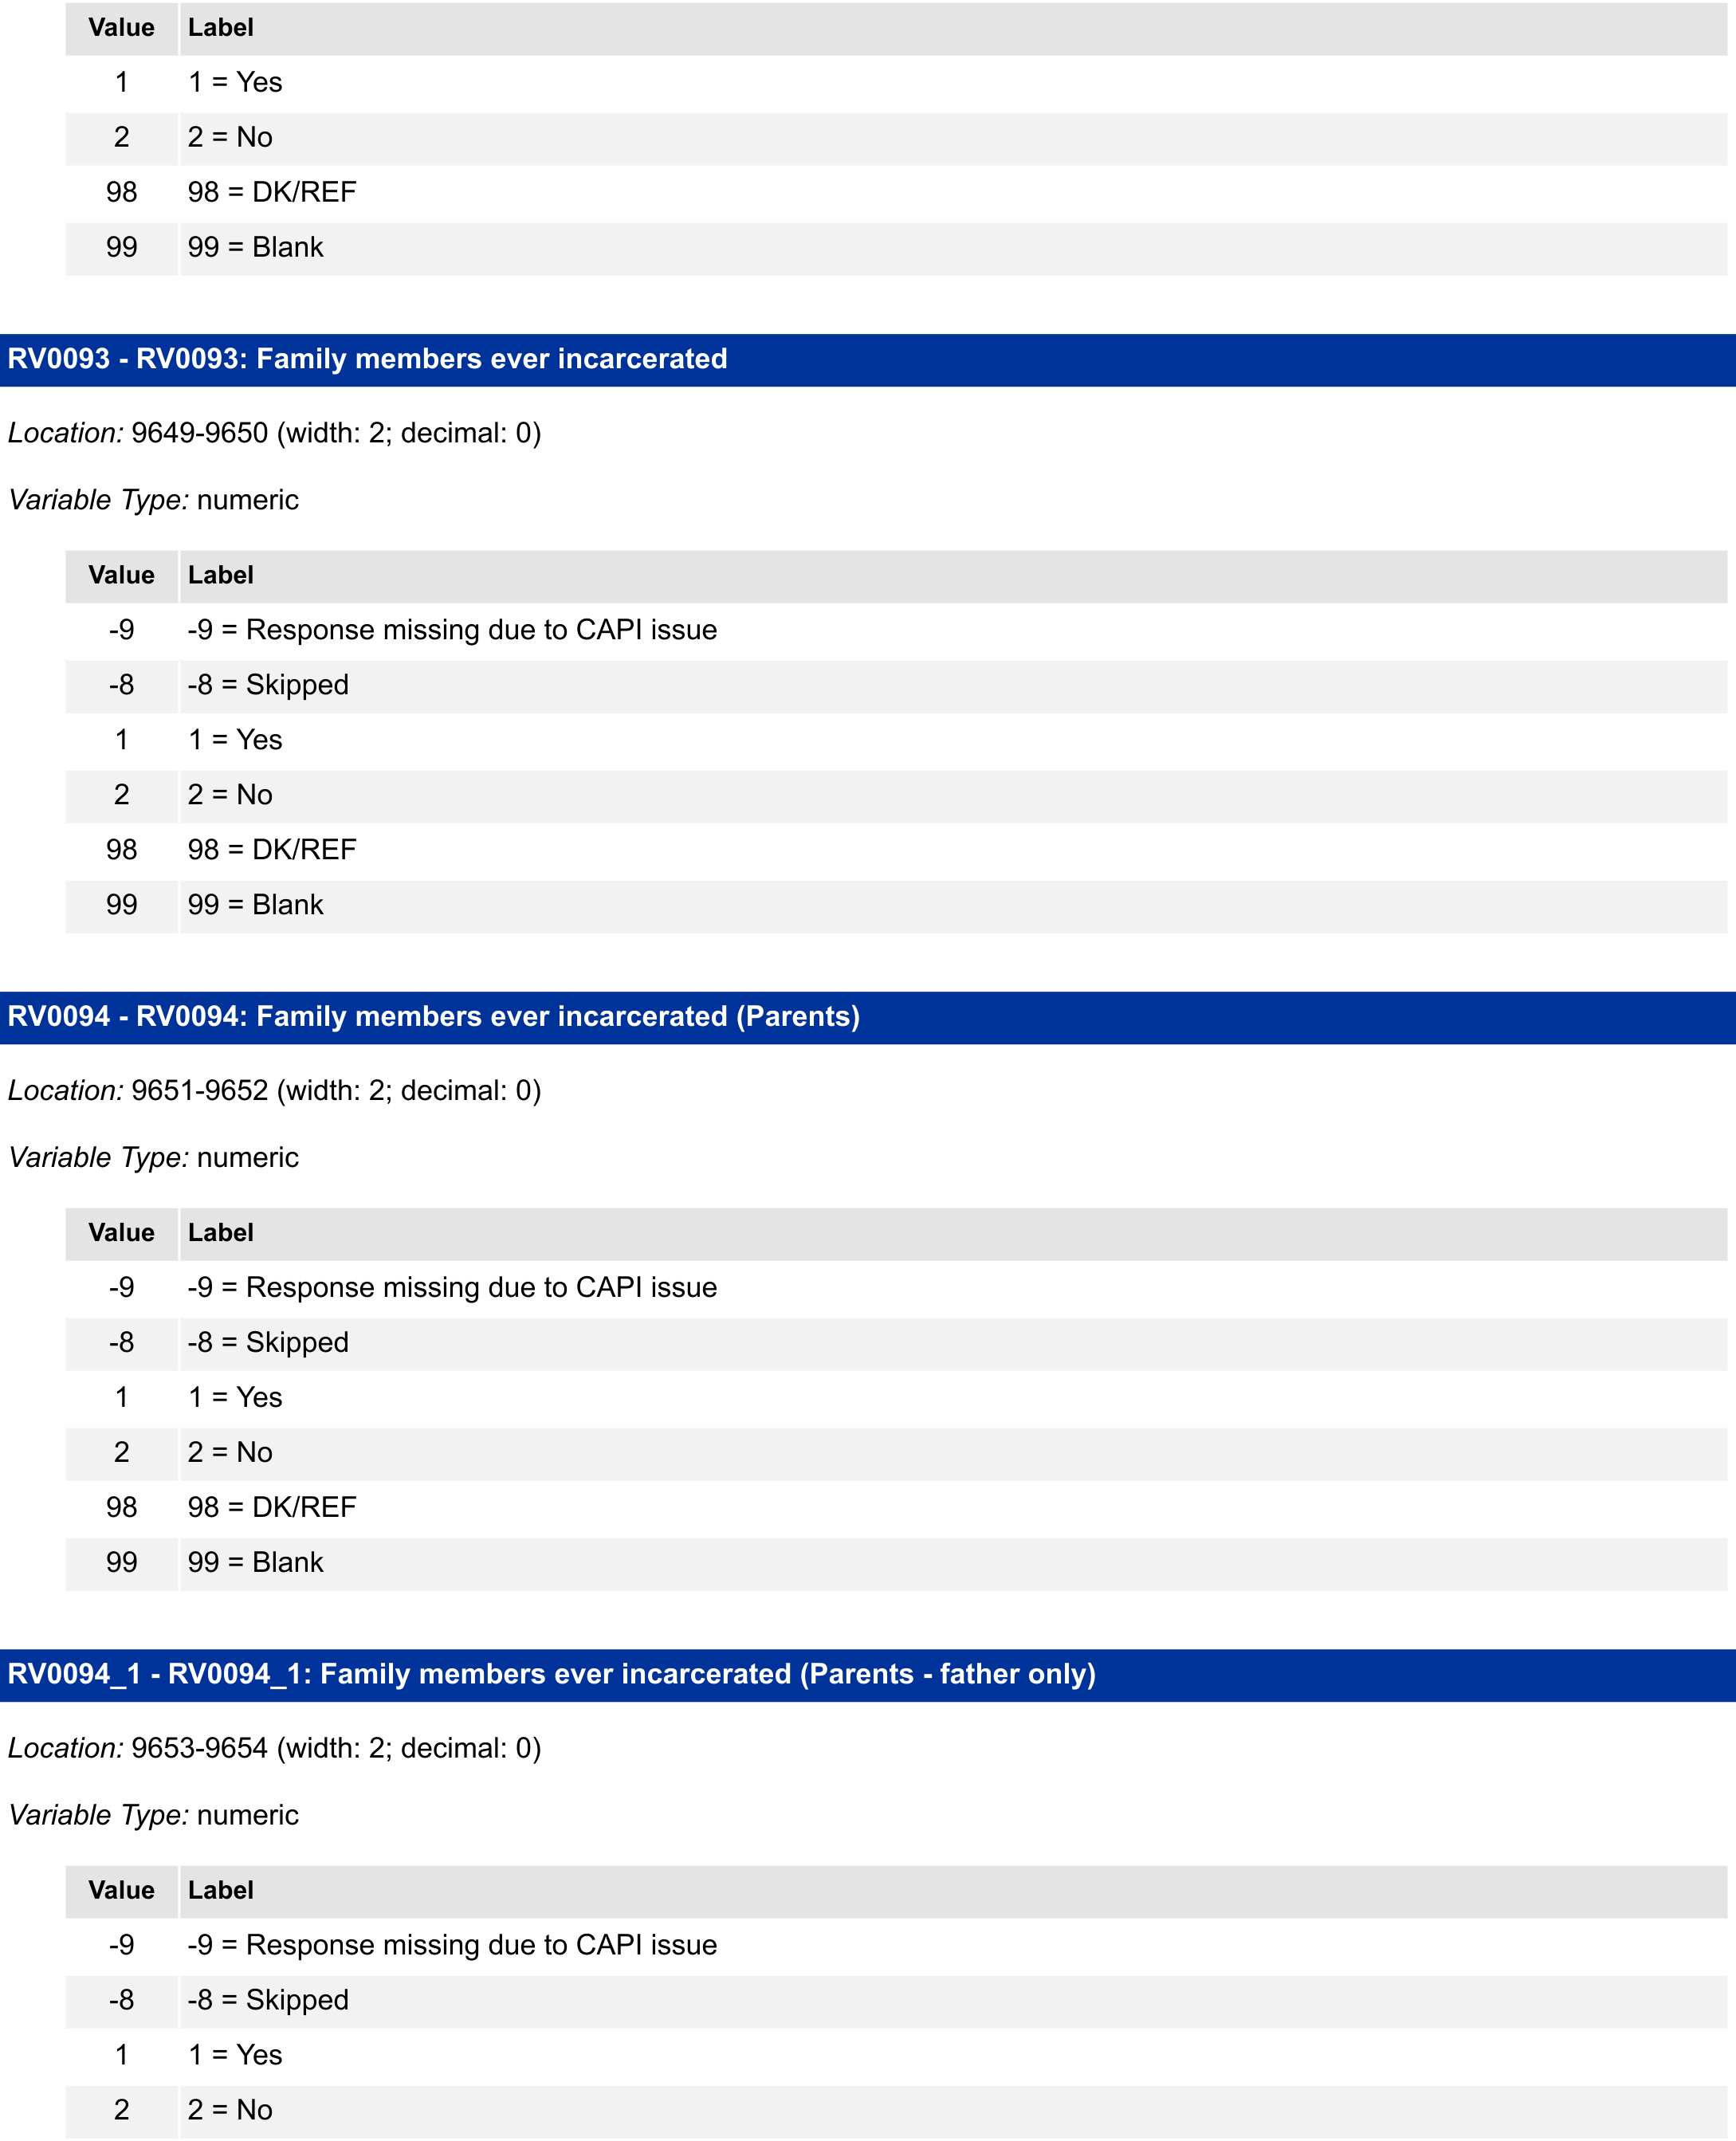 Value Label
1 1 = Yes
2 2 = No
98 98 = DK/REF
99 99 = Blank
RV0093 - RV0093: Family members ever incarcerated
Location: 9649-9650 (width: 2; decimal: 0)
Variable Type: numeric
Value Label
-9 -9 = Response missing due to CAPI issue
-8 -8 = Skipped
1 1 = Yes
2 2 = No
98 98 = DK/REF
99 99 = Blank
RV0094 - RV0094: Family members ever incarcerated (Parents)
Location: 9651-9652 (width: 2; decimal: 0)
Variable Type: numeric
Value Label
-9 -9 = Response missing due to CAPI issue
-8 -8 = Skipped
1 1 = Yes
2 2 = No
98 98 = DK/REF
99 99 = Blank
RV0094_1 - RV0094_1: Family members ever incarcerated (Parents - father only)
Location: 9653-9654 (width: 2; decimal: 0)
Variable Type: numeric
Value Label
-9 -9 = Response missing due to CAPI issue
-8 -8 = Skipped
1 1 = Yes
2 2 = No